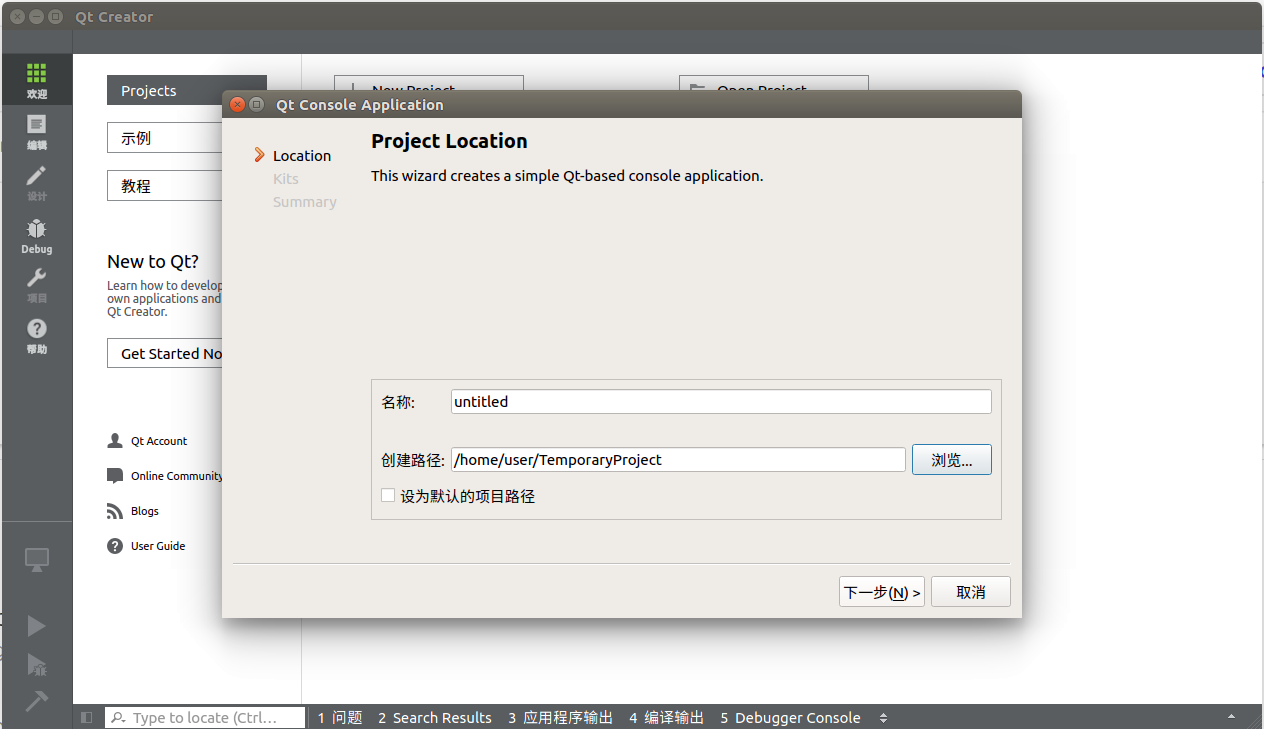 Qt Creator
欢迎
编辑
设计
Debug
项目
帮助
Projects
示例
教程
New to Qt?
Learn how to develop
own applications and
Qt Creator.
Get Started No
Qt Account
Online Community
Blogs
User Guide
New Project
Open Project
Qt Console Application
Location
Kits
Summary
Project Location
This wizard creates a simple Qt-based console application.
名称: untitled
创建路径: /home/user/TemporaryProject 浏览...
设为默认的项目路径
下一步(N) > 取消
Type to locate (Ctrl... 1 问题 2 Search Results 3 应用程序输出 4 编译输出 5 Debugger Console